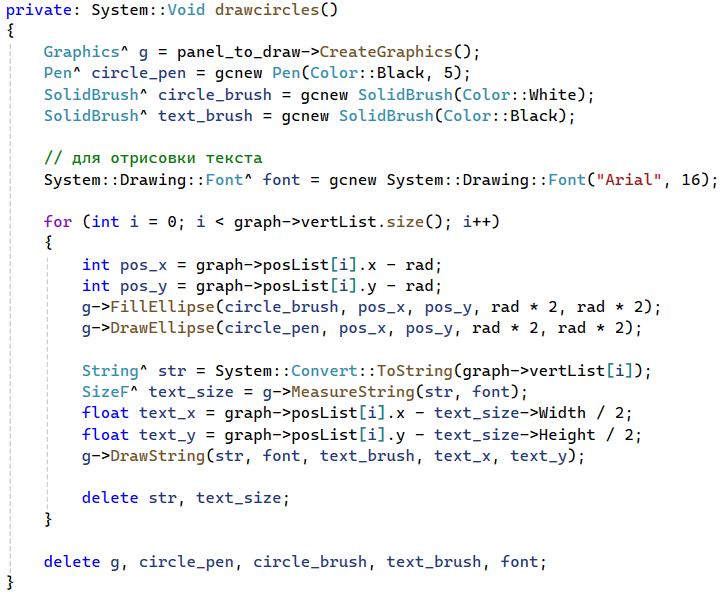 private: System::Void drawcircles()
{
    Graphics^ g = panel_to_draw->CreateGraphics();
    Pen^ circle_pen = gcnew Pen(Color::Black, 5);
    SolidBrush^ circle_brush = gcnew SolidBrush(Color::White);
    SolidBrush^ text_brush = gcnew SolidBrush(Color::Black);

    // для отрисовки текста
    System::Drawing::Font^ font = gcnew System::Drawing::Font("Arial", 16);

    for (int i = 0; i < graph->vertList.size(); i++)
    {
        int pos_x = graph->posList[i].x - rad;
        int pos_y = graph->posList[i].y - rad;
        g->FillEllipse(circle_brush, pos_x, pos_y, rad * 2, rad * 2);
        g->DrawEllipse(circle_pen, pos_x, pos_y, rad * 2, rad * 2);

        String^ str = System::Convert::ToString(graph->vertList[i]);
        SizeF^ text_size = g->MeasureString(str, font);
        float text_x = graph->posList[i].x - text_size->Width / 2;
        float text_y = graph->posList[i].y - text_size->Height / 2;
        g->DrawString(str, font, text_brush, text_x, text_y);

        delete str, text_size;
    }

    delete g, circle_pen, circle_brush, text_brush, font;
}